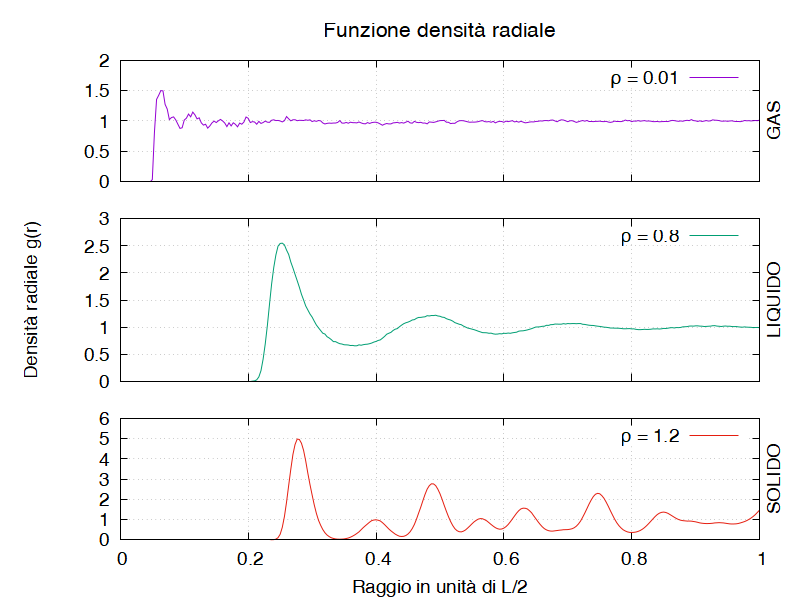 Funzione densità radiale
2
1.5
1
0.5
0
ρ = 0.01
GAS
Densità radiale g(r)
3
2.5
2
1.5
1
0.5
0
ρ = 0.8
LIQUIDO
6
5
4
3
2
1
0
ρ = 1.2
SOLIDO
0 0.2 0.4 0.6 0.8 1
Raggio in unità di L/2